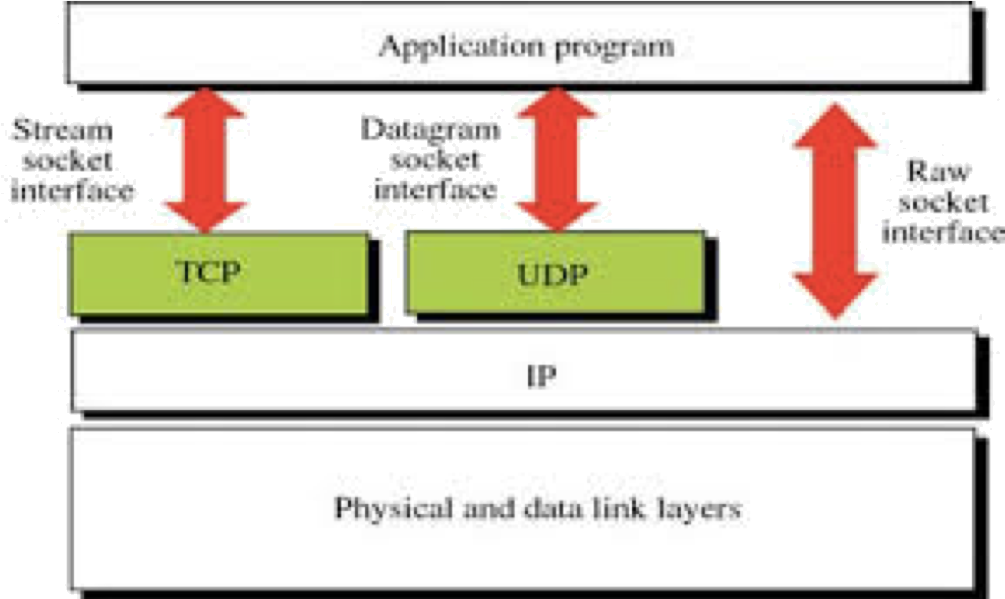 Application program
Stream
socket
interface
Datagram
socket
interface
Raw
socket
interface
TCP
UDP
IP
Physical and data link layers